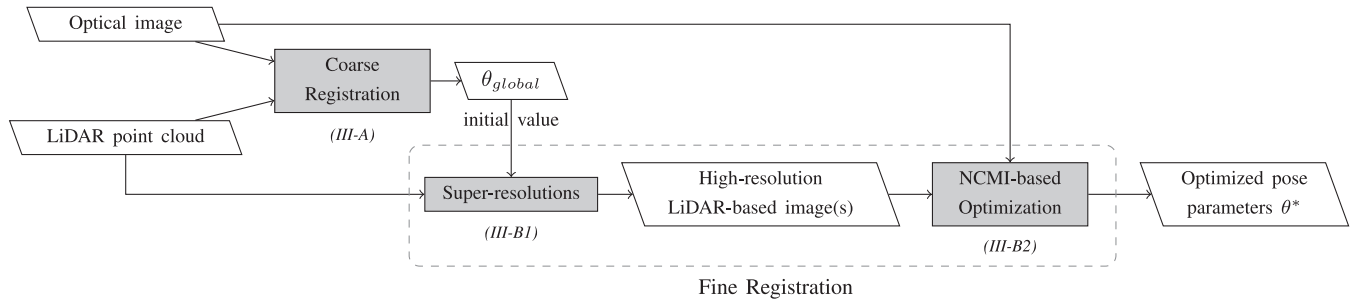 Optical image
Coarse
Registration
(III-A)
θ_global
initial value
LiDAR point cloud
Super-resolutions
(III-B1)
High-resolution
LiDAR-based image(s)
NCMI-based
Optimization
(III-B2)
Optimized pose
parameters θ*
Fine Registration